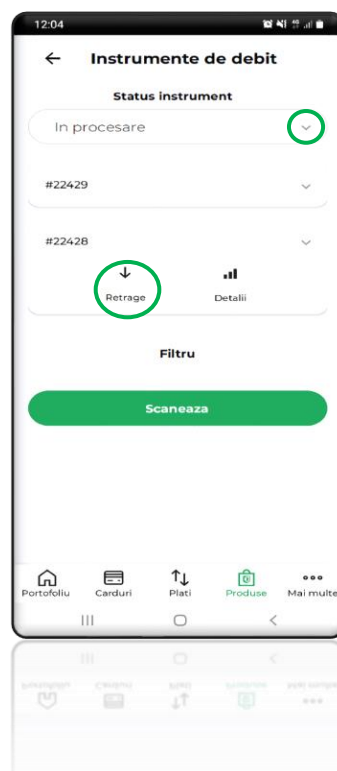 12:04
Instrumente de debit
Status instrument
In procesare
#22429
#22428
Retrage
Detalii
Filtru
Scaneaza
Portofoliu
Carduri
Plati
Produse
Mai multe